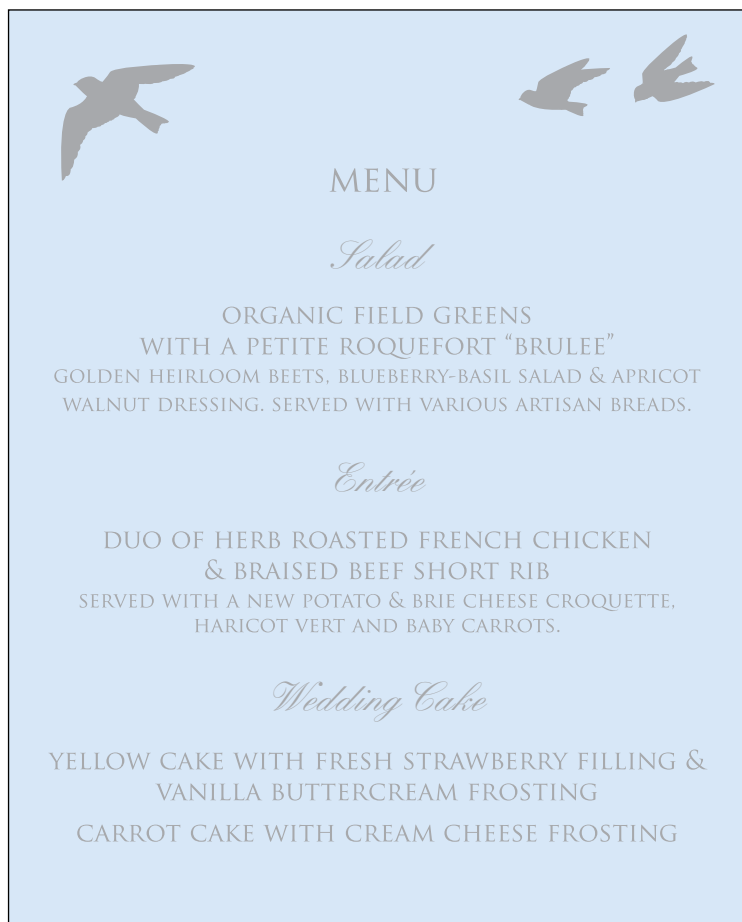 MENU
Salad
ORGANIC FIELD GREENS
WITH A PETITE ROQUEFORT “BRULEE”
GOLDEN HEIRLOOM BEETS, BLUEBERRY-BASIL SALAD & APRICOT
WALNUT DRESSING. SERVED WITH VARIOUS ARTISAN BREADS.
Entrée
DUO OF HERB ROASTED FRENCH CHICKEN
& BRAISED BEEF SHORT RIB
SERVED WITH A NEW POTATO & BRIE CHEESE CROQUETTE,
HARICOT VERT AND BABY CARROTS.
Wedding Cake
YELLOW CAKE WITH FRESH STRAWBERRY FILLING &
VANILLA BUTTERCREAM FROSTING
CARROT CAKE WITH CREAM CHEESE FROSTING